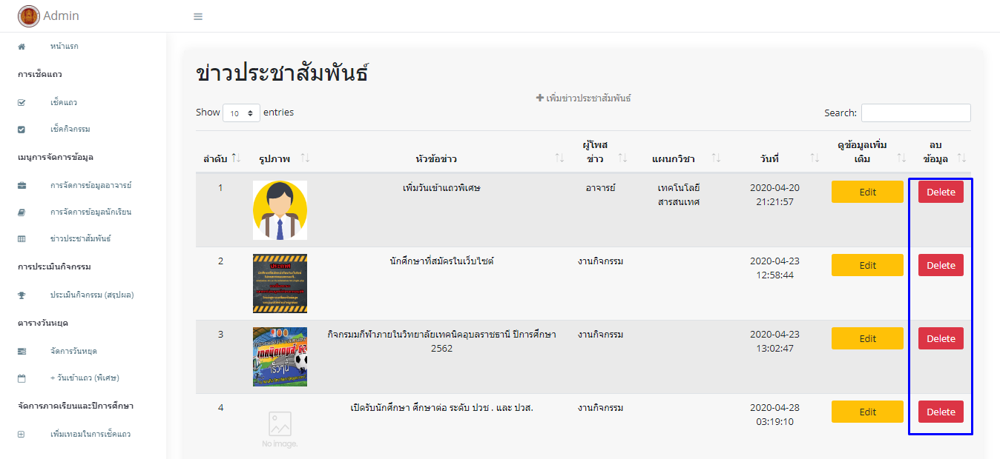 Admin
หน้าแรก
การเช็คแถว
เช็คแถว
เช็คกิจกรรม
เมนูการจัดการข้อมูล
การจัดการข้อมูลอาจารย์
การจัดการข้อมูลนักเรียน
ข่าวประชาสัมพันธ์
การประเมินกิจกรรม
ประเมินกิจกรรม (สรุปผล)
ตารางวันหยุด
จัดการวันหยุด
+ วันเข้าแถว (พิเศษ)
จัดการภาคเรียนและปีการศึกษา
เพิ่มเทอมในการเช็คแถว
ข่าวประชาสัมพันธ์
+ เพิ่มข่าวประชาสัมพันธ์
Show 10 entries
Search:
ลำดับ
รูปภาพ
หัวข้อข่าว
ผู้โพส
ข่าว
แผนกวิชา
วันที่
ดูข้อมูลเพิ่ม
เติม
ลบ
ข้อมูล
1
เพิ่มวันเข้าแถวพิเศษ
อาจารย์
เทคโนโลยี
สารสนเทศ
2020-04-20
21:21:57
Edit
Delete
2
ประกาศ
นักศึกษาที่สมัครในเว็บไซต์
งานกิจกรรม
2020-04-23
12:58:44
Edit
Delete
3
เร็วๆนี้
กิจกรมมกีฬาภายในวิทยาลัยเทคนิคอุบลราชธานี ปีการศึกษา
2562
งานกิจกรรม
2020-04-23
13:02:47
Edit
Delete
4
No image.
เปิดรับนักศึกษา ศึกษาต่อ ระดับ ปวช . และ ปวส.
งานกิจกรรม
2020-04-28
03:19:10
Edit
Delete